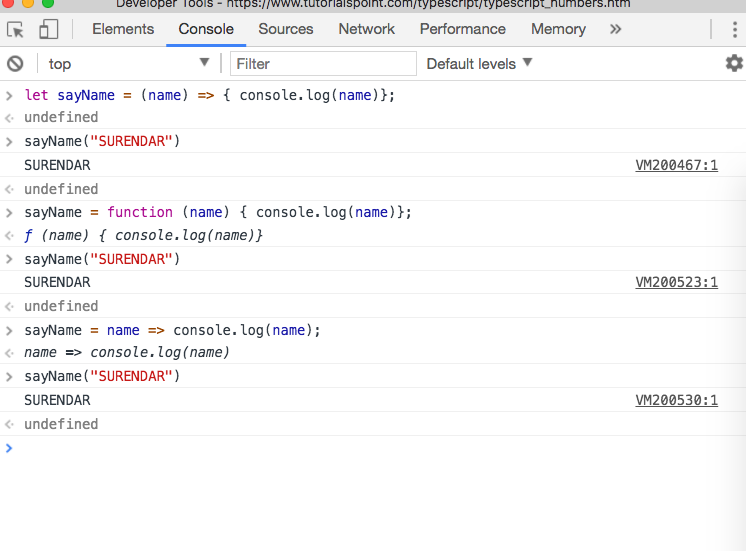 Developer Tools - https://www.tutorialspoint.com/typescript/typescript_numbers.htm
Elements Console Sources Network Performance Memory »
top ▼ Filter Default levels ▼
> let sayName = (name) => { console.log(name)};
undefined
> sayName("SURENDAR")
SURENDAR VM200467:1
undefined
> sayName = function (name) { console.log(name)};
ƒ (name) { console.log(name)}
> sayName("SURENDAR")
SURENDAR VM200523:1
undefined
> sayName = name => console.log(name);
name => console.log(name)
> sayName("SURENDAR")
SURENDAR VM200530:1
undefined
>